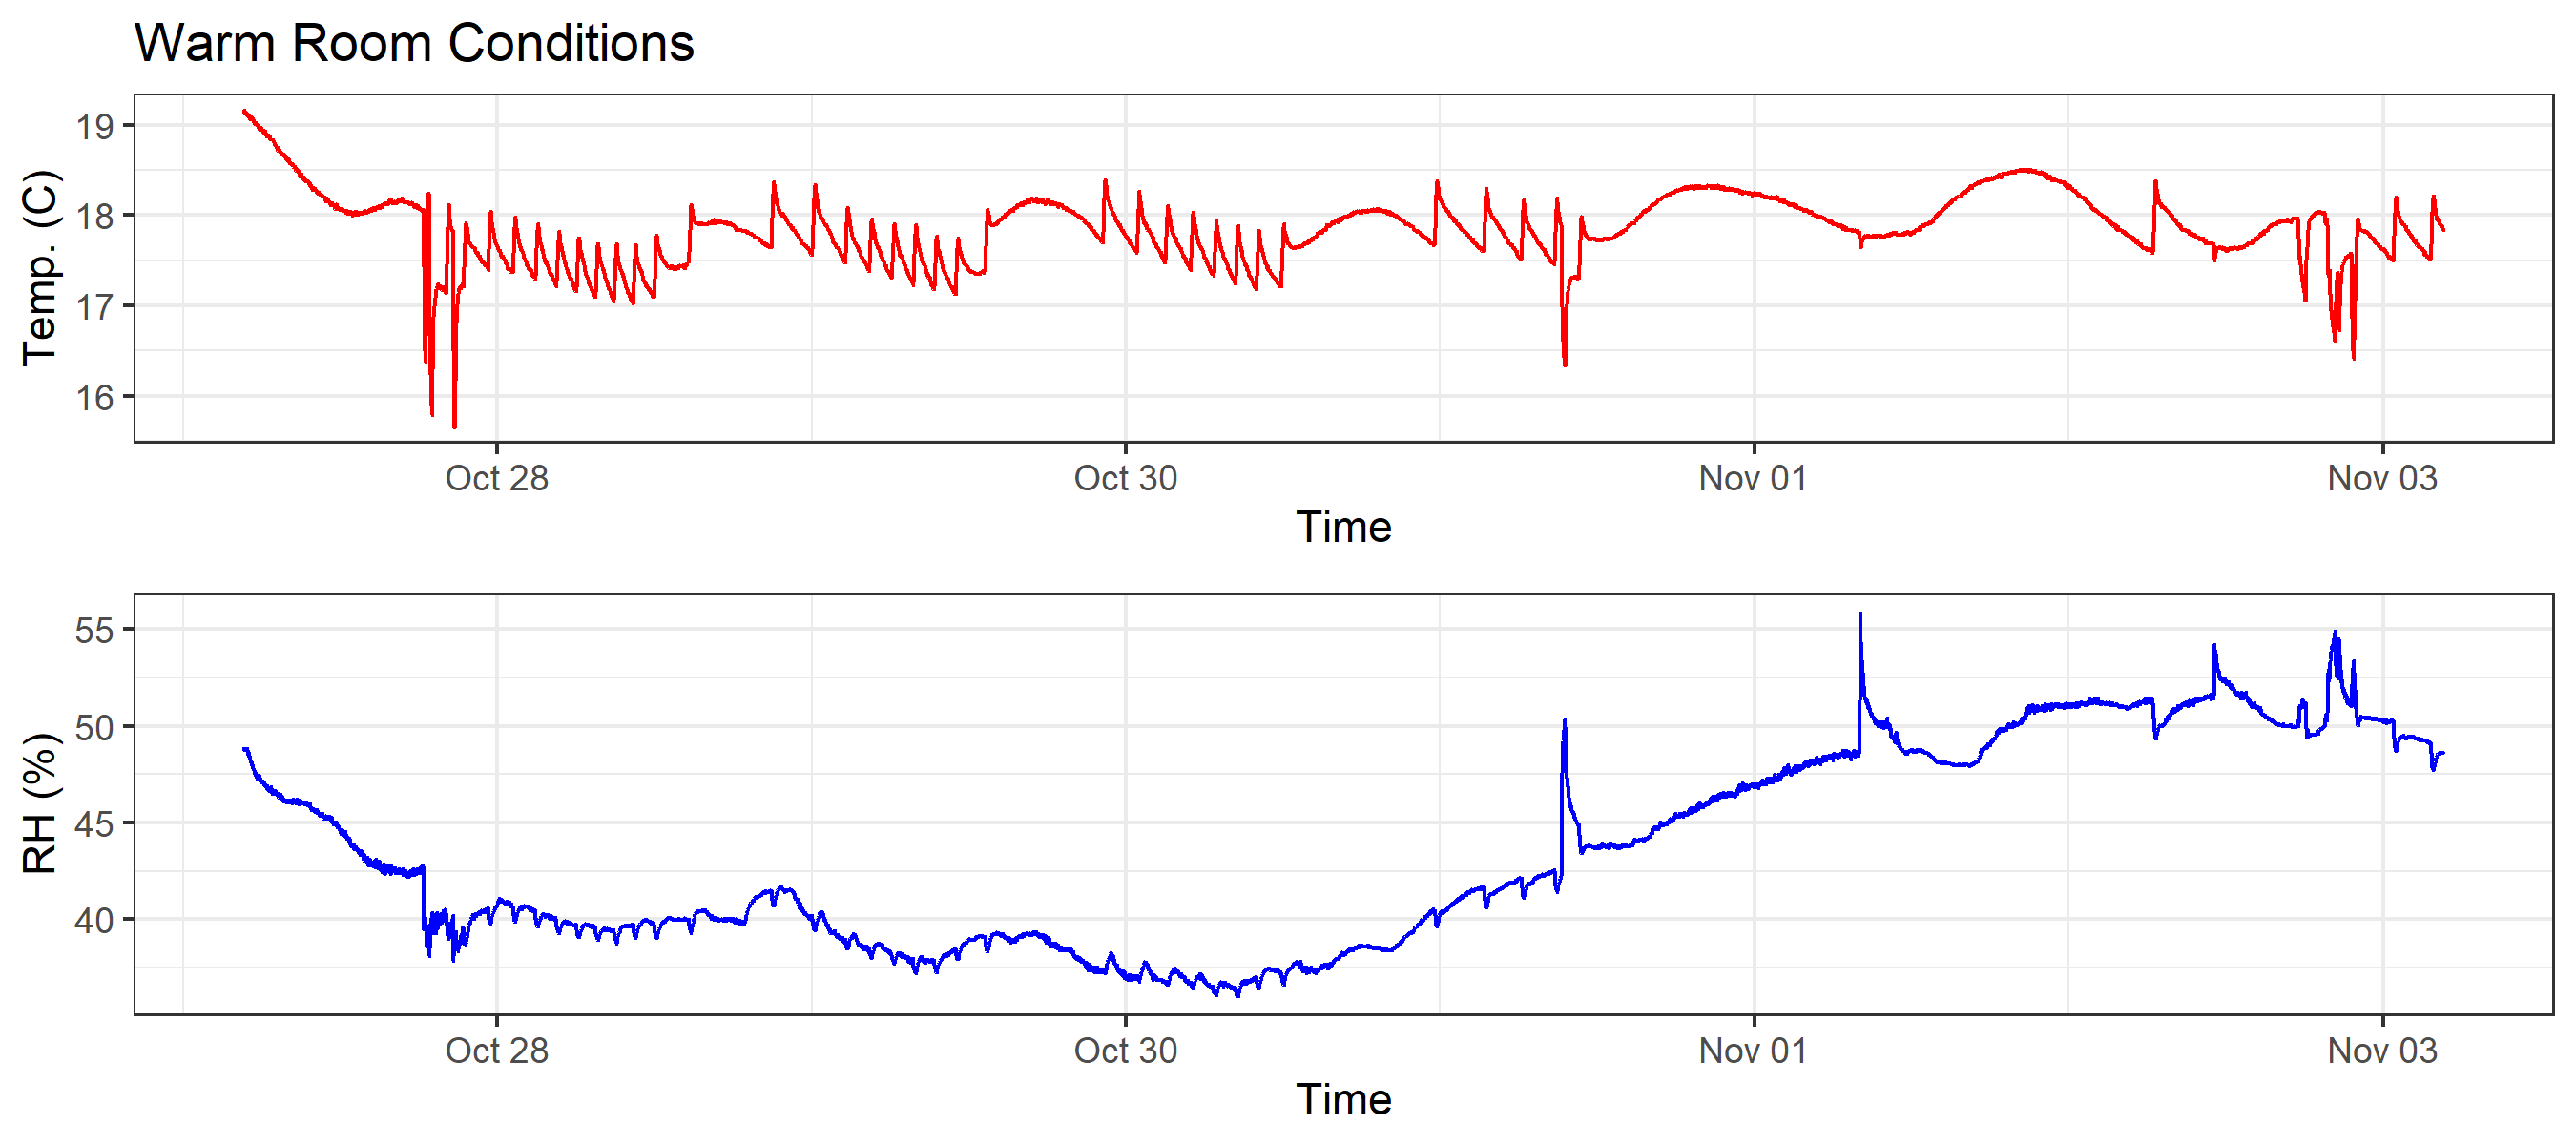 Warm Room Conditions
Temp. (C)
19
18
17
16
Oct 28 Oct 30 Nov 01 Nov 03
Time
RH (%)
55
50
45
40
Oct 28 Oct 30 Nov 01 Nov 03
Time